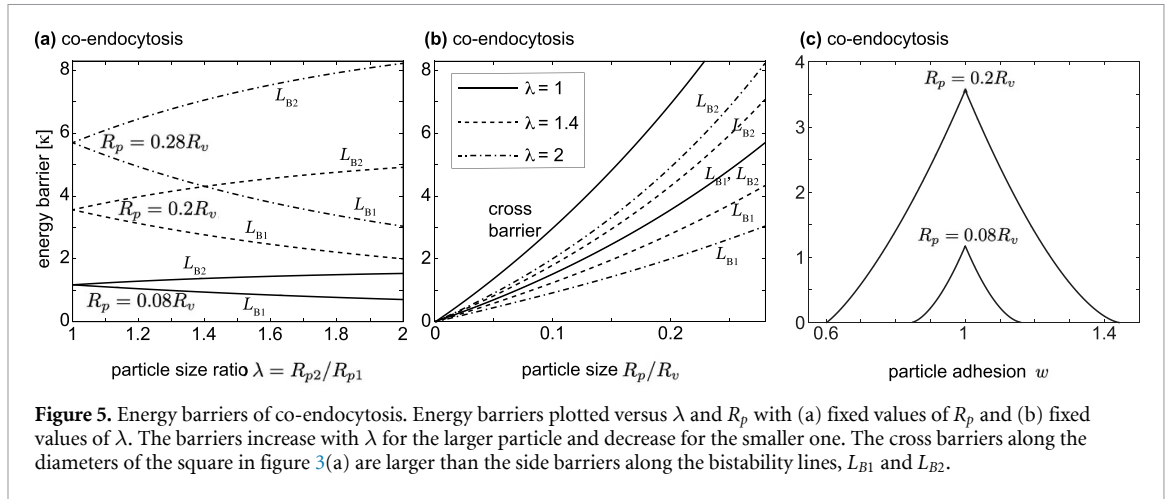 (a) co-endocytosis
8
6
4
2
0
energy barrier [κ]
L_B2
R_p = 0.28R_v
L_B2
R_p = 0.2R_v
L_B1
L_B1
L_B2
R_p = 0.08R_v
L_B1
1 1.2 1.4 1.6 1.8 2
particle size ratio λ = R_p2/R_p1
(b) co-endocytosis
8
6
4
2
0
λ = 1
λ = 1.4
λ = 2
L_B2
L_B2
L_B1, L_B2
cross
barrier
L_B1
L_B1
0 0.1 0.2
particle size R_p/R_v
(c) co-endocytosis
4
3
2
1
0
R_p = 0.2R_v
R_p = 0.08R_v
0.6 1 1.4
particle adhesion w
Figure 5. Energy barriers of co-endocytosis. Energy barriers plotted versus λ and R_p with (a) fixed values of R_p and (b) fixed
values of λ. The barriers increase with λ for the larger particle and decrease for the smaller one. The cross barriers along the
diameters of the square in figure 3(a) are larger than the side barriers along the bistability lines, L_B1 and L_B2.